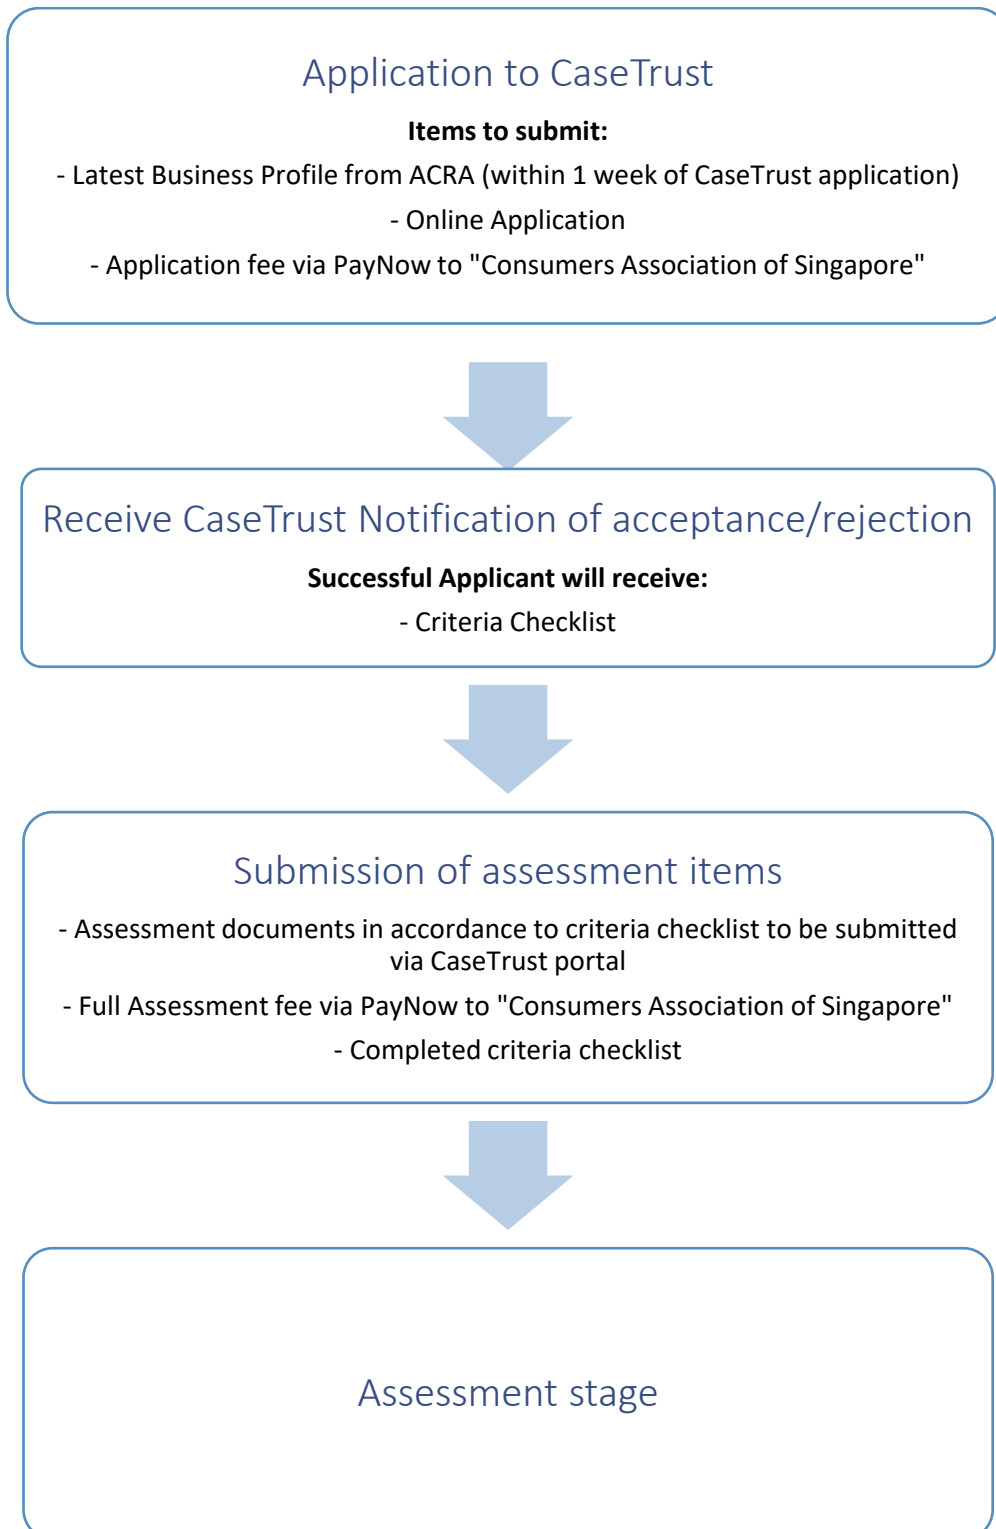 Application to CaseTrust
Items to submit:
- Latest Business Profile from ACRA (within 1 week of CaseTrust application)
- Online Application
- Application fee via PayNow to "Consumers Association of Singapore"
Receive CaseTrust Notification of acceptance/rejection
Successful Applicant will receive:
- Criteria Checklist
Submission of assessment items
- Assessment documents in accordance to criteria checklist to be submitted
via CaseTrust portal
- Full Assessment fee via PayNow to "Consumers Association of Singapore"
- Completed criteria checklist
Assessment stage